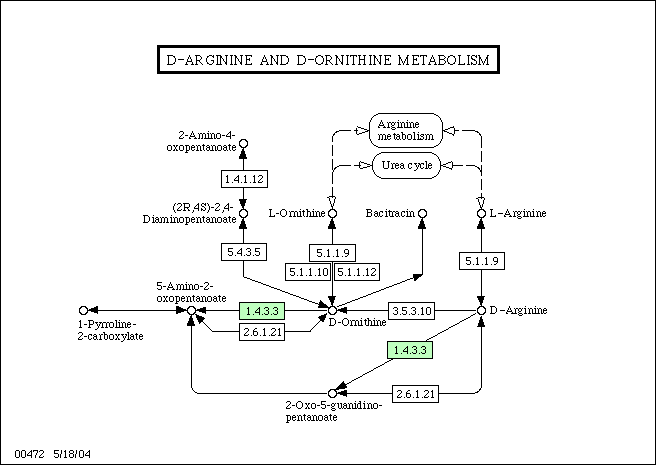 D-ARGININE AND D-ORNITHINE METABOLISM
Arginine
metabolism
2-Amino-4-
oxopentanoate
Urea cycle
1.4.1.12
(2R,4S)-2,4-
Diaminopentanoate
L-Ornithine
Bacitracin
L-Arginine
5.4.3.5
5.1.1.9
5.1.1.9
5.1.1.10
5.1.1.12
5-Amino-2-
oxopentanoate
1.4.3.3
3.5.3.10
D-Arginine
D-Ornithine
1-Pyrroline-
2-carboxylate
2.6.1.21
1.4.3.3
2.6.1.21
2-Oxo-5-guanidino-
pentanoate
00472 5/18/04